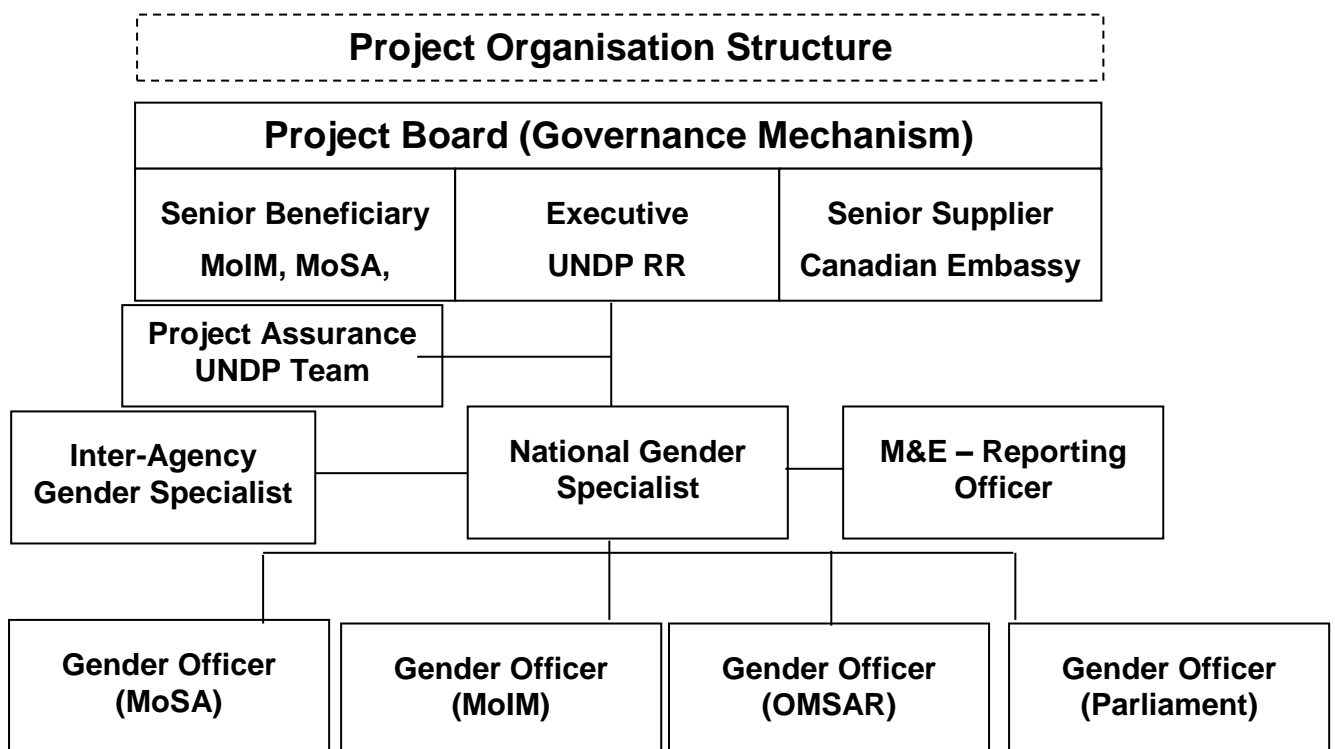 Project Organisation Structure
Project Board (Governance Mechanism)
Senior Beneficiary
MoIM, MoSA,
Executive
UNDP RR
Senior Supplier
Canadian Embassy
Project Assurance
UNDP Team
Inter-Agency
Gender Specialist
National Gender
Specialist
M&E – Reporting
Officer
Gender Officer
(MoSA)
Gender Officer
(MoIM)
Gender Officer
(OMSAR)
Gender Officer
(Parliament)